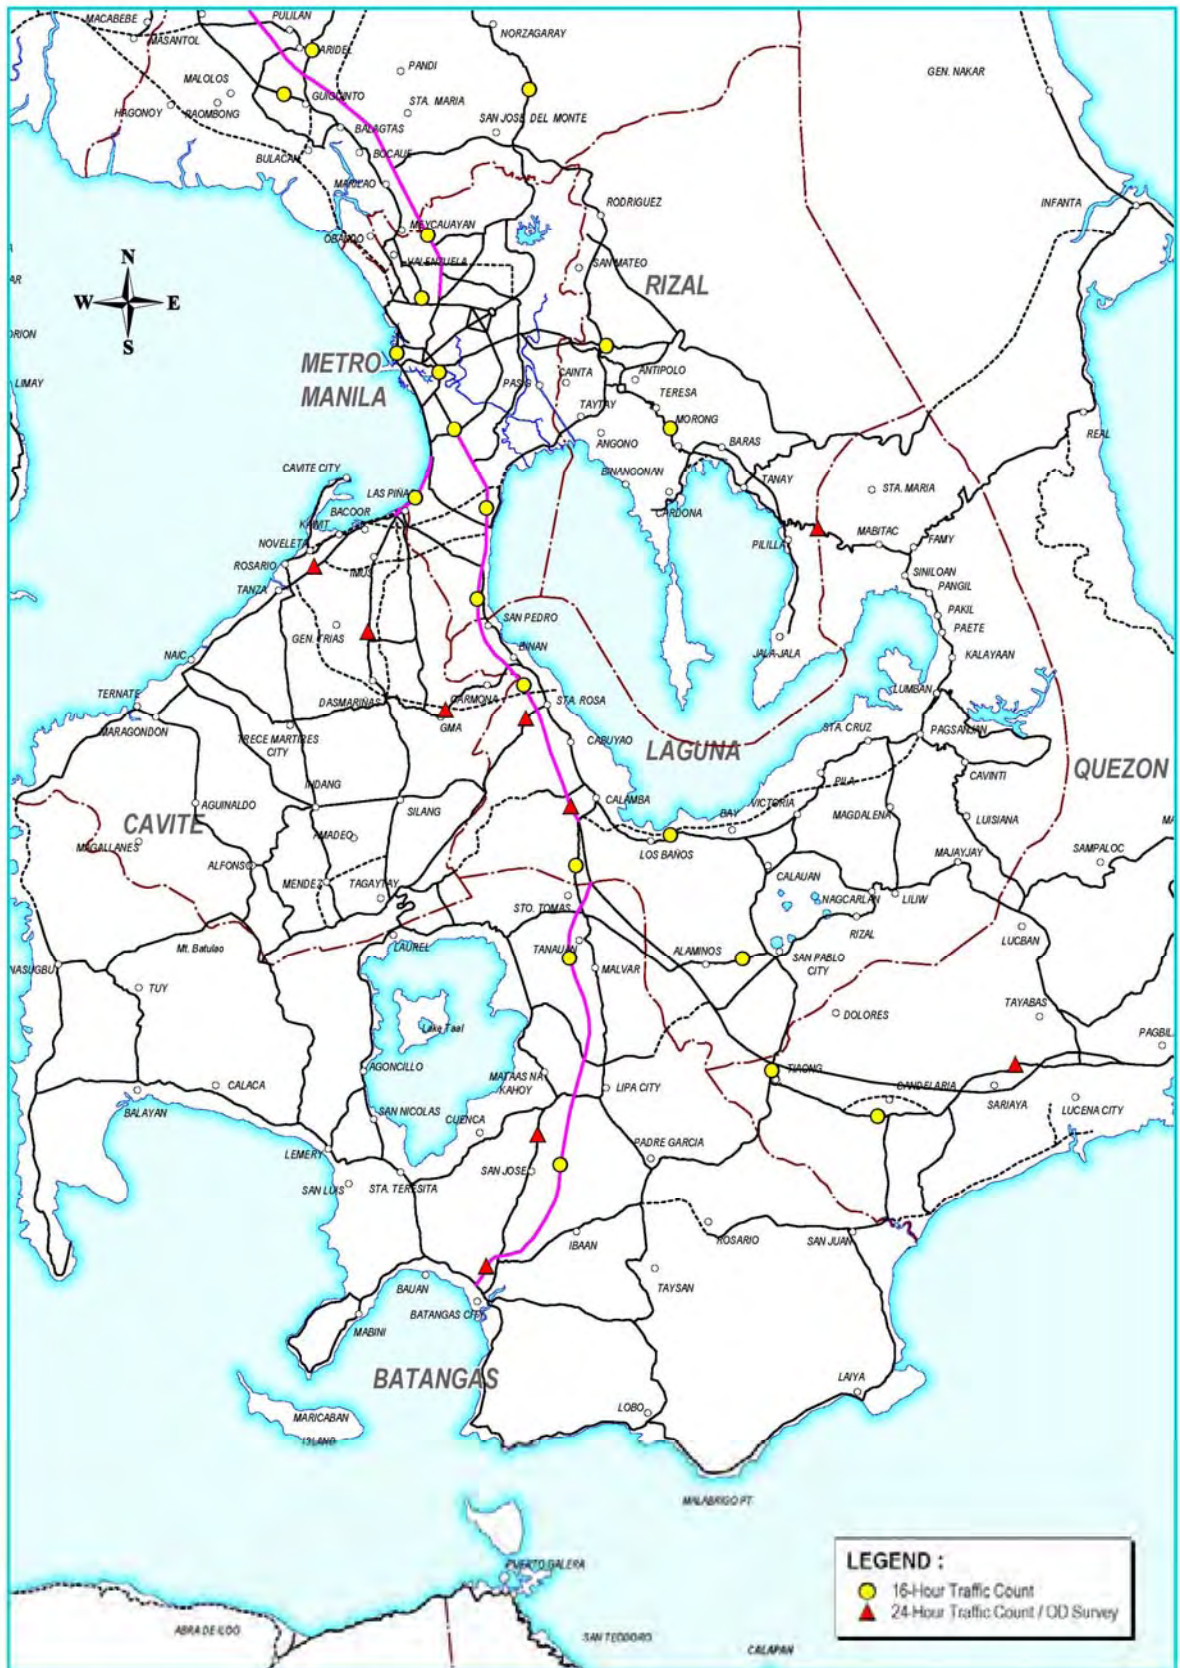 MACABEBE
PULILAN
MASANTOL
NORZAGARAY
ARIDEL
PANDI
MALOLOS
GEN. NAKAR
HAGONOY
PAOMBONG
GUIGUINTO
STA. MARIA
SAN JOSE DEL MONTE
BALAGTAS
BULACAN
BOCAUE
MARILAO
RODRIGUEZ
INFANTA
MEYCAUAYAN
OBANDO
VALENZUELA
SAN MATEO
N
W
E
S
RIZAL
AR
ORION
LIMAY
METRO
MANILA
PASIG
CAINTA
ANTIPOLO
TERESA
TAYTAY
MORONG
ANGONO
BARAS
REAL
CAVITE CITY
BINANGONAN
TANAY
STA. MARIA
LAS PIÑAS
CARDONA
BACOOR
KAWIT
NOVELETA
PILILLA
MABITAC
FAMY
ROSARIO
IMUS
SINILOAN
TANZA
PANGIL
PAKIL
GEN. TRIAS
SAN PEDRO
PAETE
NAIC
BINAN
JALA-JALA
KALAYAAN
TERNATE
CARMONA
LUMBAN
DASMARIÑAS
STA. ROSA
GMA
MARAGONDON
TRECE MARTIRES
CITY
STA. CRUZ
PAGSANJAN
CABUYAO
LAGUNA
CAVINTI
QUEZON
PILA
INDANG
CALAMBA
VICTORIA
AGUINALDO
SILANG
BAY
MAGDALENA
LUISIANA
CAVITE
AMADEO
MA
MAGALLANES
LOS BAÑOS
MAJAYJAY
SAMPALOC
ALFONSO
CALAUAN
MENDEZ
TAGAYTAY
STO. TOMAS
NAGCARLAN
LILIW
RIZAL
LUCBAN
Mt. Batulao
LAUREL
TANAUAN
ALAMINOS
SAN PABLO
CITY
NASUGBU
MALVAR
TUY
TAYABAS
DOLORES
Lake Taal
PAGBIL
AGONCILLO
MATAAS NA
KAHOY
TIAONG
LIPA CITY
CANDELARIA
CALACA
SARIAYA
BALAYAN
LUCENA CITY
SAN NICOLAS
CUENCA
PADRE GARCIA
LEMERY
SAN JOSE
SAN LUIS
STA. TERESITA
ROSARIO
IBAAN
SAN JUAN
TAYSAN
BAUAN
BATANGAS CITY
MABINI
BATANGAS
LAIYA
LOBO
MARICABAN
ISLAND
MALABRIGO PT.
PUERTO GALERA
LEGEND :
16-Hour Traffic Count
24-Hour Traffic Count / OD Survey
ABRA DE ILOG
SAN TEODORO
CALAPAN